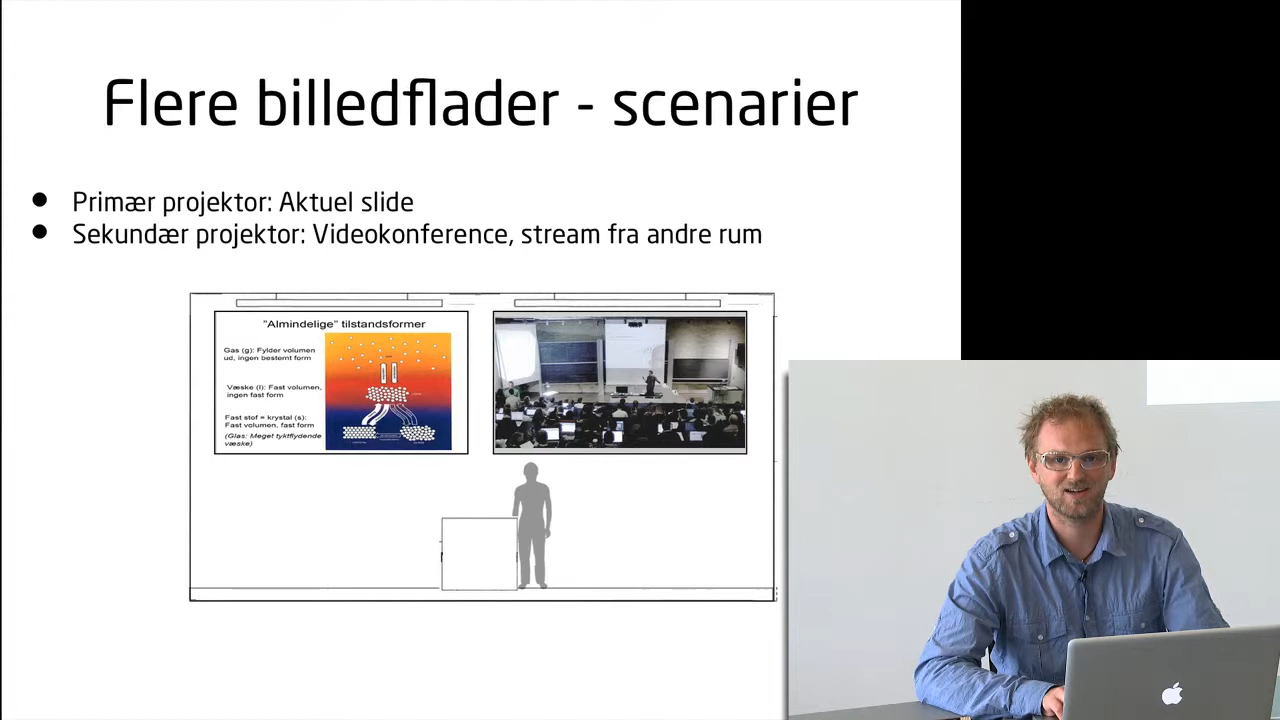 Flere billedflader - scenarier
● Primær projektor: Aktuel slide
● Sekundær projektor: Videokonference, stream fra andre rum
"Almindelige" tilstandsformer
Gas (g): Fylder volumen
ud, ingen bestemt form
Væske (l): Fast volumen,
ingen fast form
Fast stof = krystal (s):
Fast volumen, fast form
(Glas: Meget tyktflydende
væske)